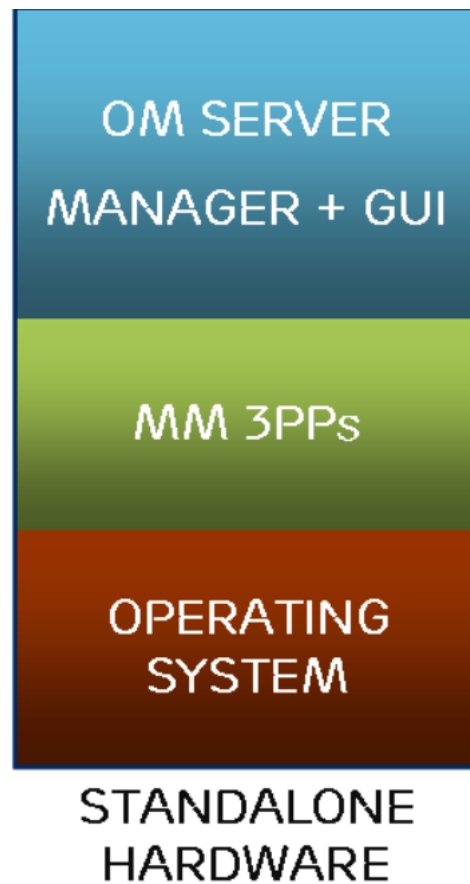 OM SERVER
MANAGER + GUI
MM 3PPs
OPERATING
SYSTEM
STANDALONE
HARDWARE